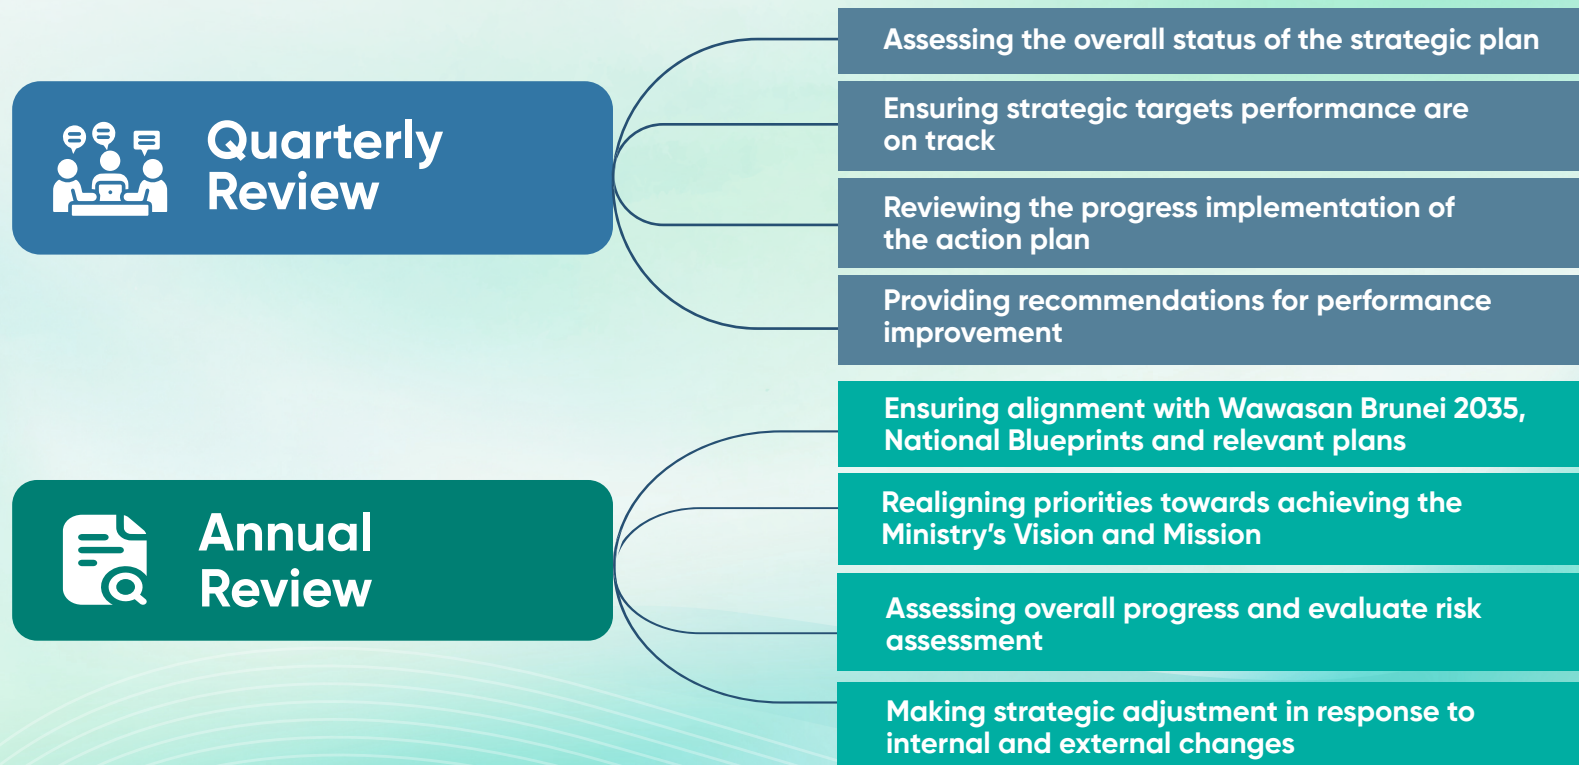 Quarterly
Review
Assessing the overall status of the strategic plan
Ensuring strategic targets performance are
on track
Reviewing the progress implementation of
the action plan
Providing recommendations for performance
improvement
Annual
Review
Ensuring alignment with Wawasan Brunei 2035,
National Blueprints and relevant plans
Realigning priorities towards achieving the
Ministry’s Vision and Mission
Assessing overall progress and evaluate risk
assessment
Making strategic adjustment in response to
internal and external changes